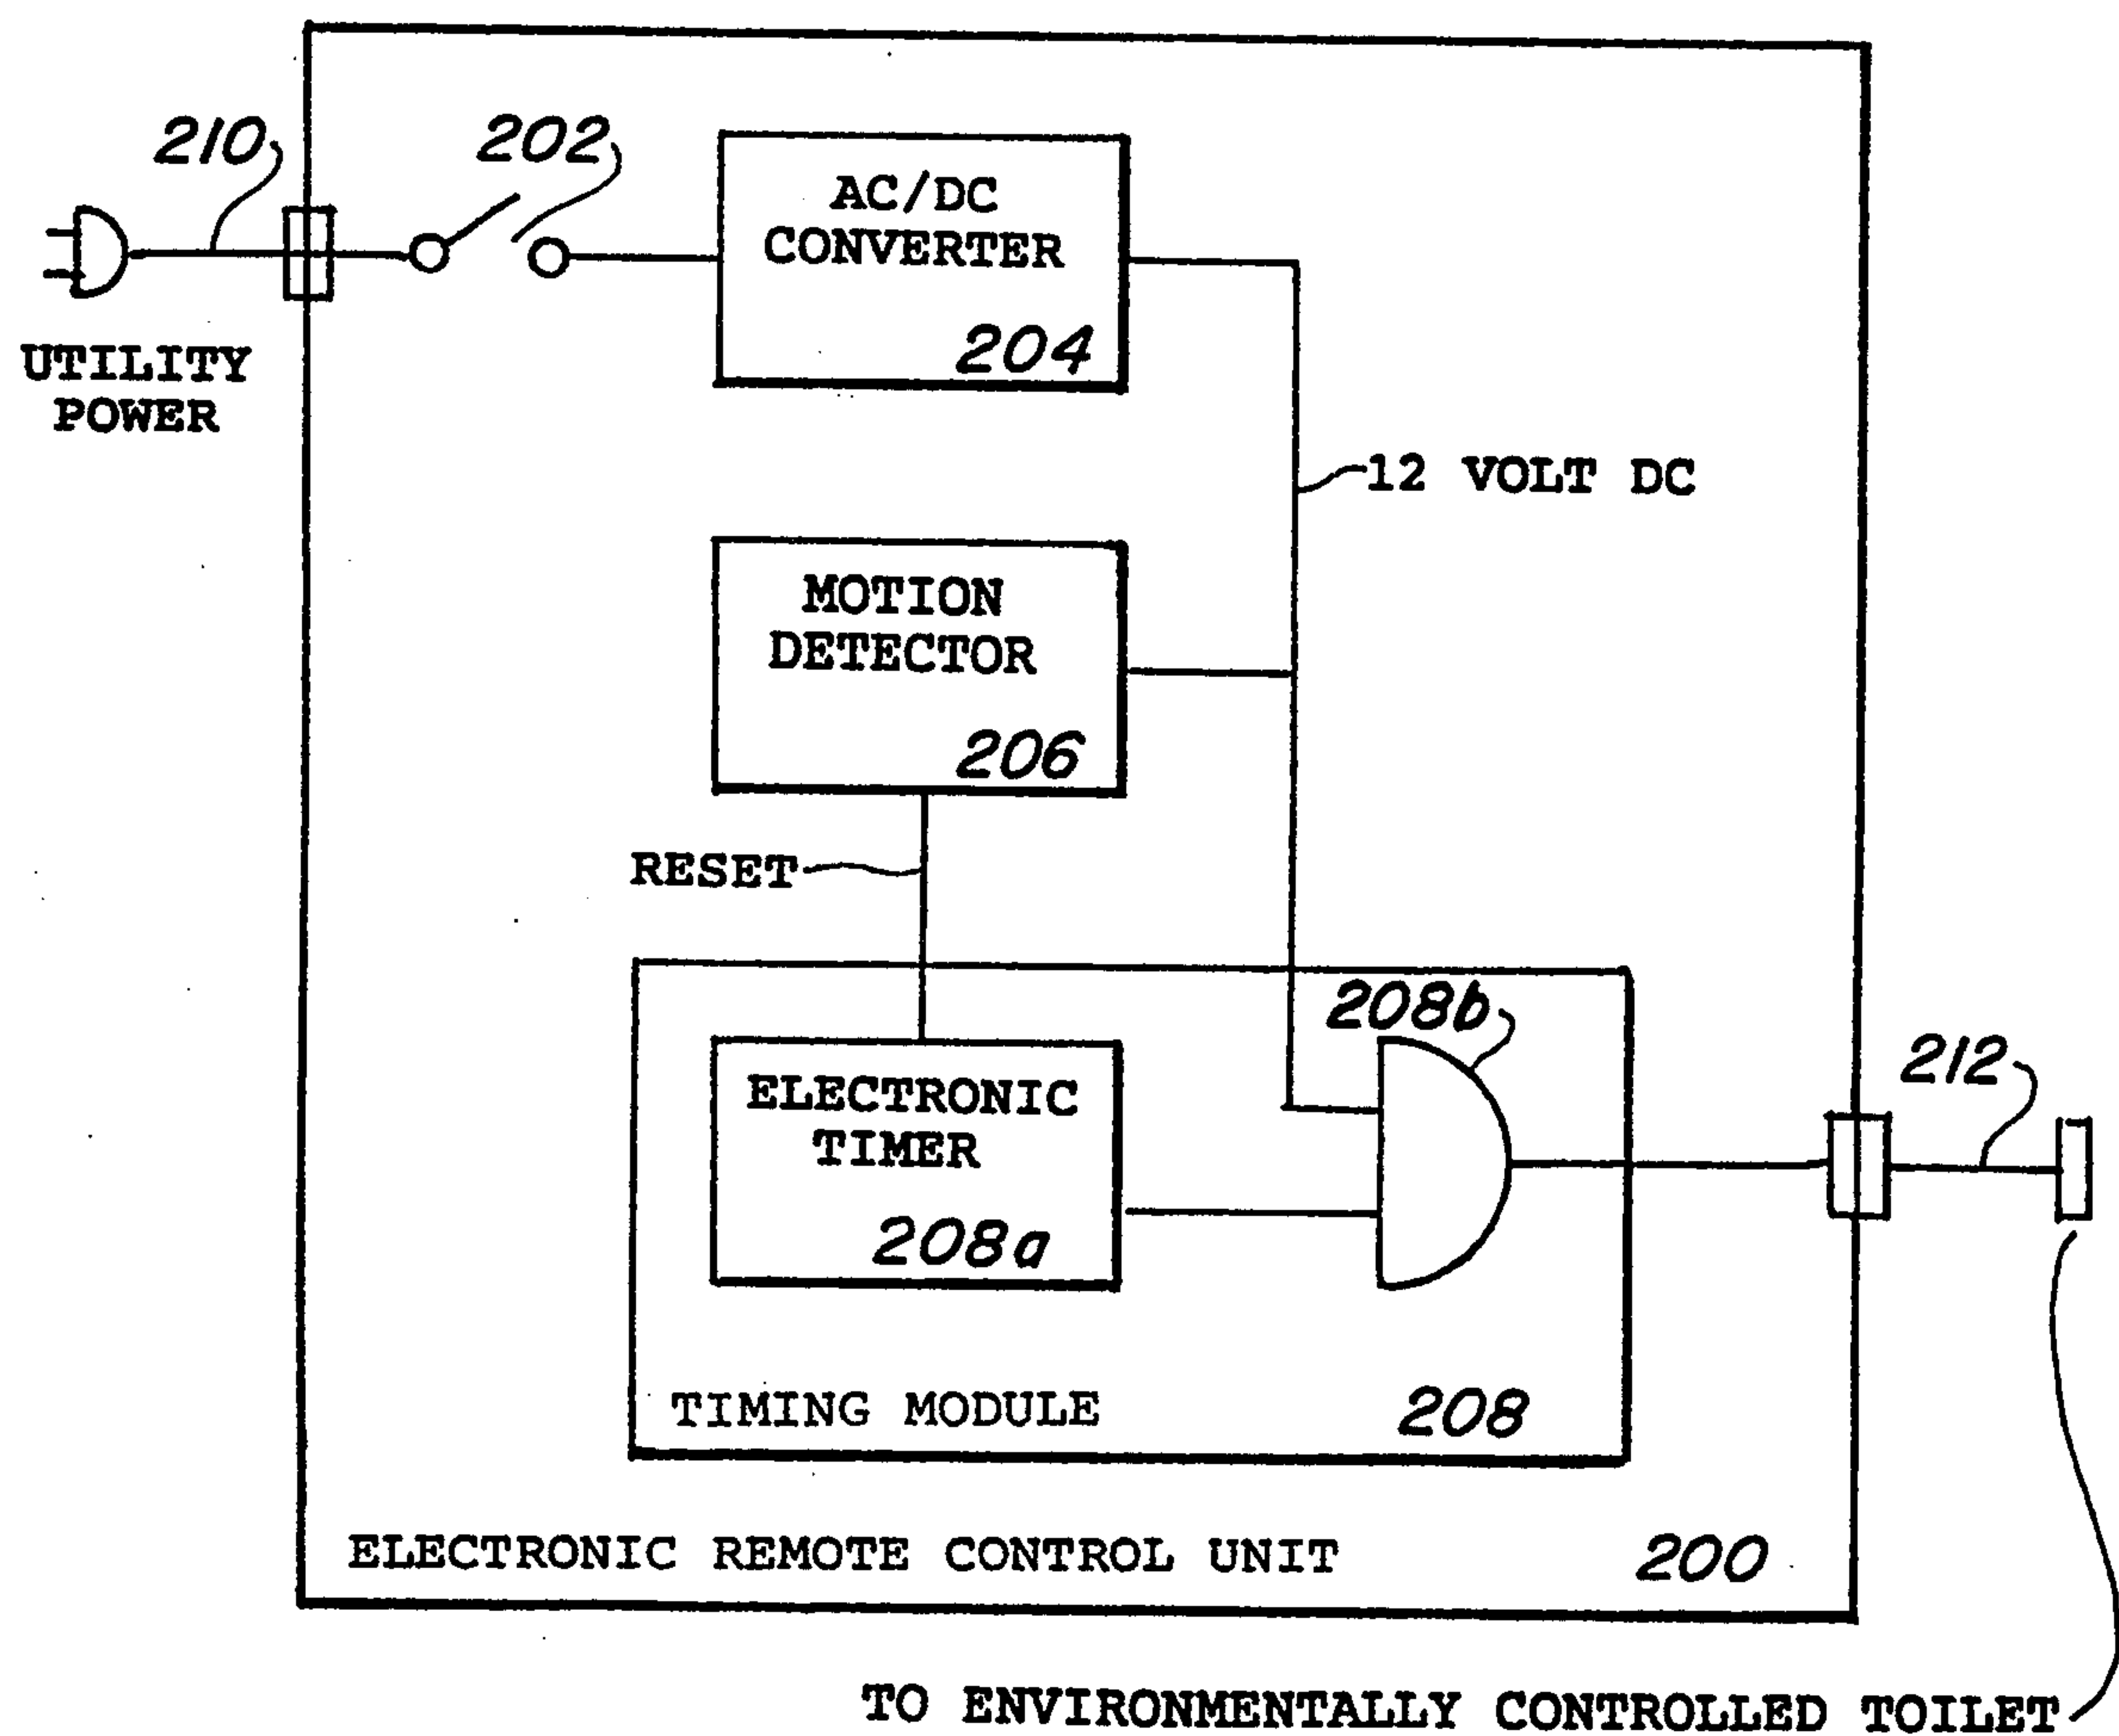 210
202
AC/DC
CONVERTER
204
UTILITY
POWER
12 VOLT DC
MOTION
DETECTOR
206
RESET
208b
ELECTRONIC
TIMER
208a
212
TIMING MODULE
208
ELECTRONIC REMOTE CONTROL UNIT
200
TO ENVIRONMENTALLY CONTROLLED TOILET